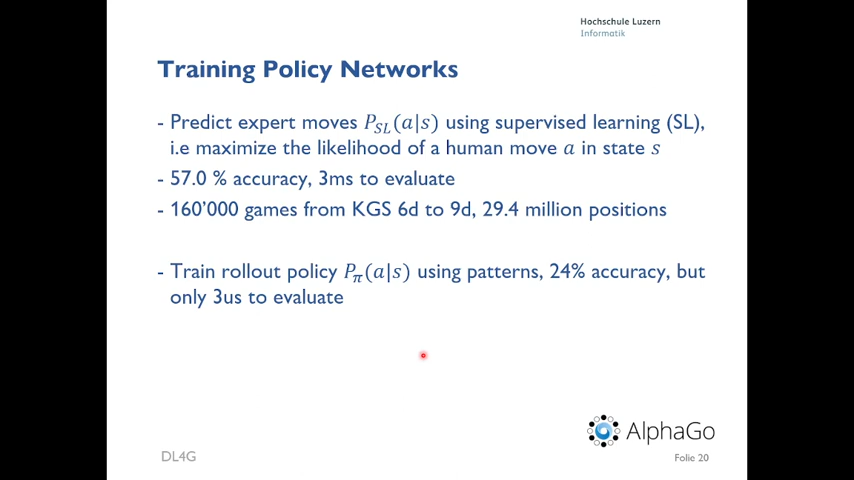 Hochschule Luzern
Informatik
Training Policy Networks
- Predict expert moves P_SL(a|s) using supervised learning (SL),
i.e maximize the likelihood of a human move a in state s
- 57.0 % accuracy, 3ms to evaluate
- 160’000 games from KGS 6d to 9d, 29.4 million positions
- Train rollout policy P_π(a|s) using patterns, 24% accuracy, but
only 3us to evaluate
AlphaGo
DL4G
Folie 20